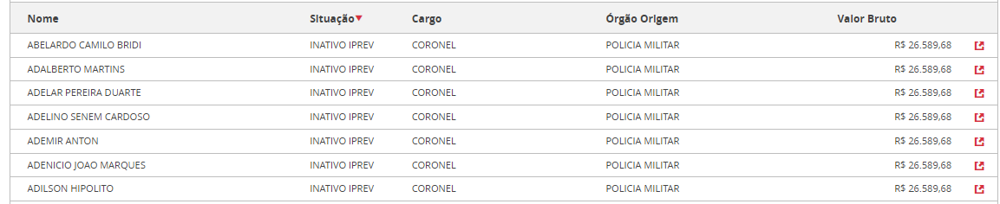 Nome Situação Cargo Órgão Origem Valor Bruto
ABELARDO CAMILO BRIDI INATIVO IPREV CORONEL POLICIA MILITAR R$ 26.589,68
ADALBERTO MARTINS INATIVO IPREV CORONEL POLICIA MILITAR R$ 26.589,68
ADELAR PEREIRA DUARTE INATIVO IPREV CORONEL POLICIA MILITAR R$ 26.589,68
ADELINO SENEM CARDOSO INATIVO IPREV CORONEL POLICIA MILITAR R$ 26.589,68
ADEMIR ANTON INATIVO IPREV CORONEL POLICIA MILITAR R$ 26.589,68
ADENICIO JOAO MARQUES INATIVO IPREV CORONEL POLICIA MILITAR R$ 26.589,68
ADILSON HIPOLITO INATIVO IPREV CORONEL POLICIA MILITAR R$ 26.589,68